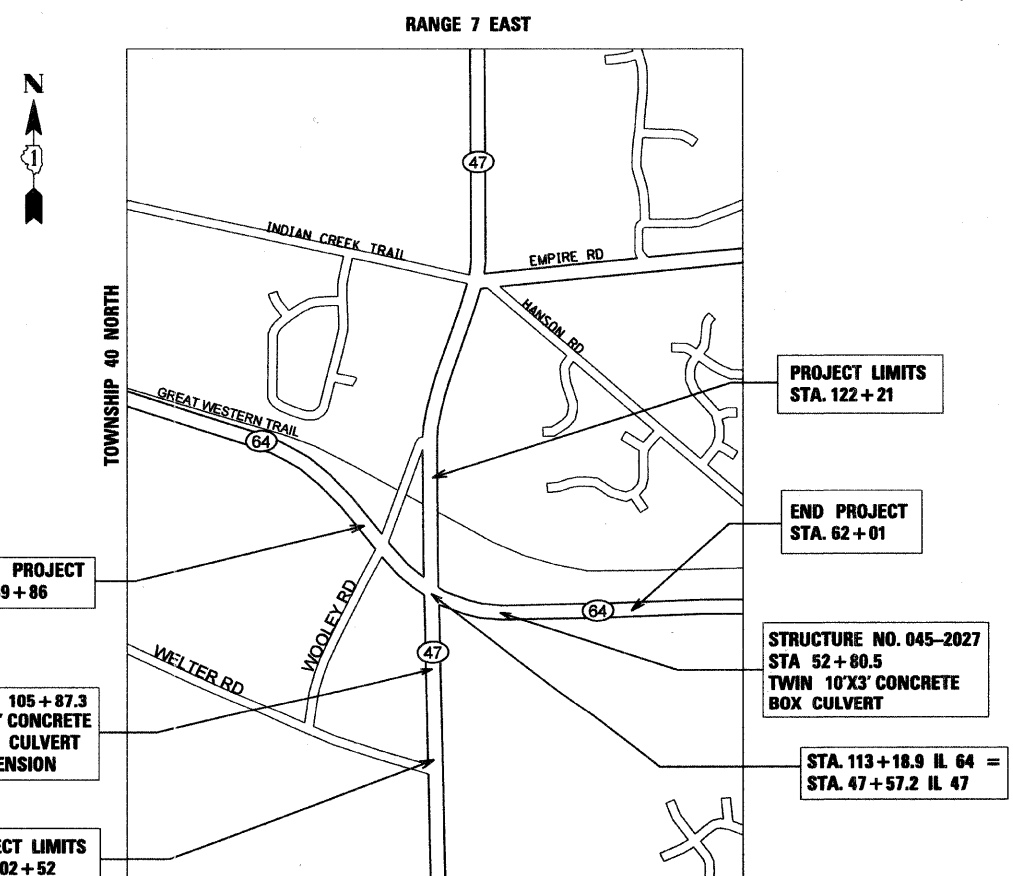 RANGE 7 EAST
N
1
47
INDIAN CREEK TRAIL
EMPIRE RD
HANSON RD
TOWNSHIP 40 NORTH
PROJECT LIMITS
STA. 122+21
GREAT WESTERN TRAIL
64
END PROJECT
STA. 62+01
PROJECT
9+86
WOOLEY RD
64
47
STRUCTURE NO. 045-2027
STA 52+80.5
TWIN 10'X3' CONCRETE
BOX CULVERT
WELTER RD
105+87.3
' CONCRETE
CULVERT
ENSION
STA. 113+18.9 IL 64 =
STA. 47+57.2 IL 47
ECT LIMITS
02+52